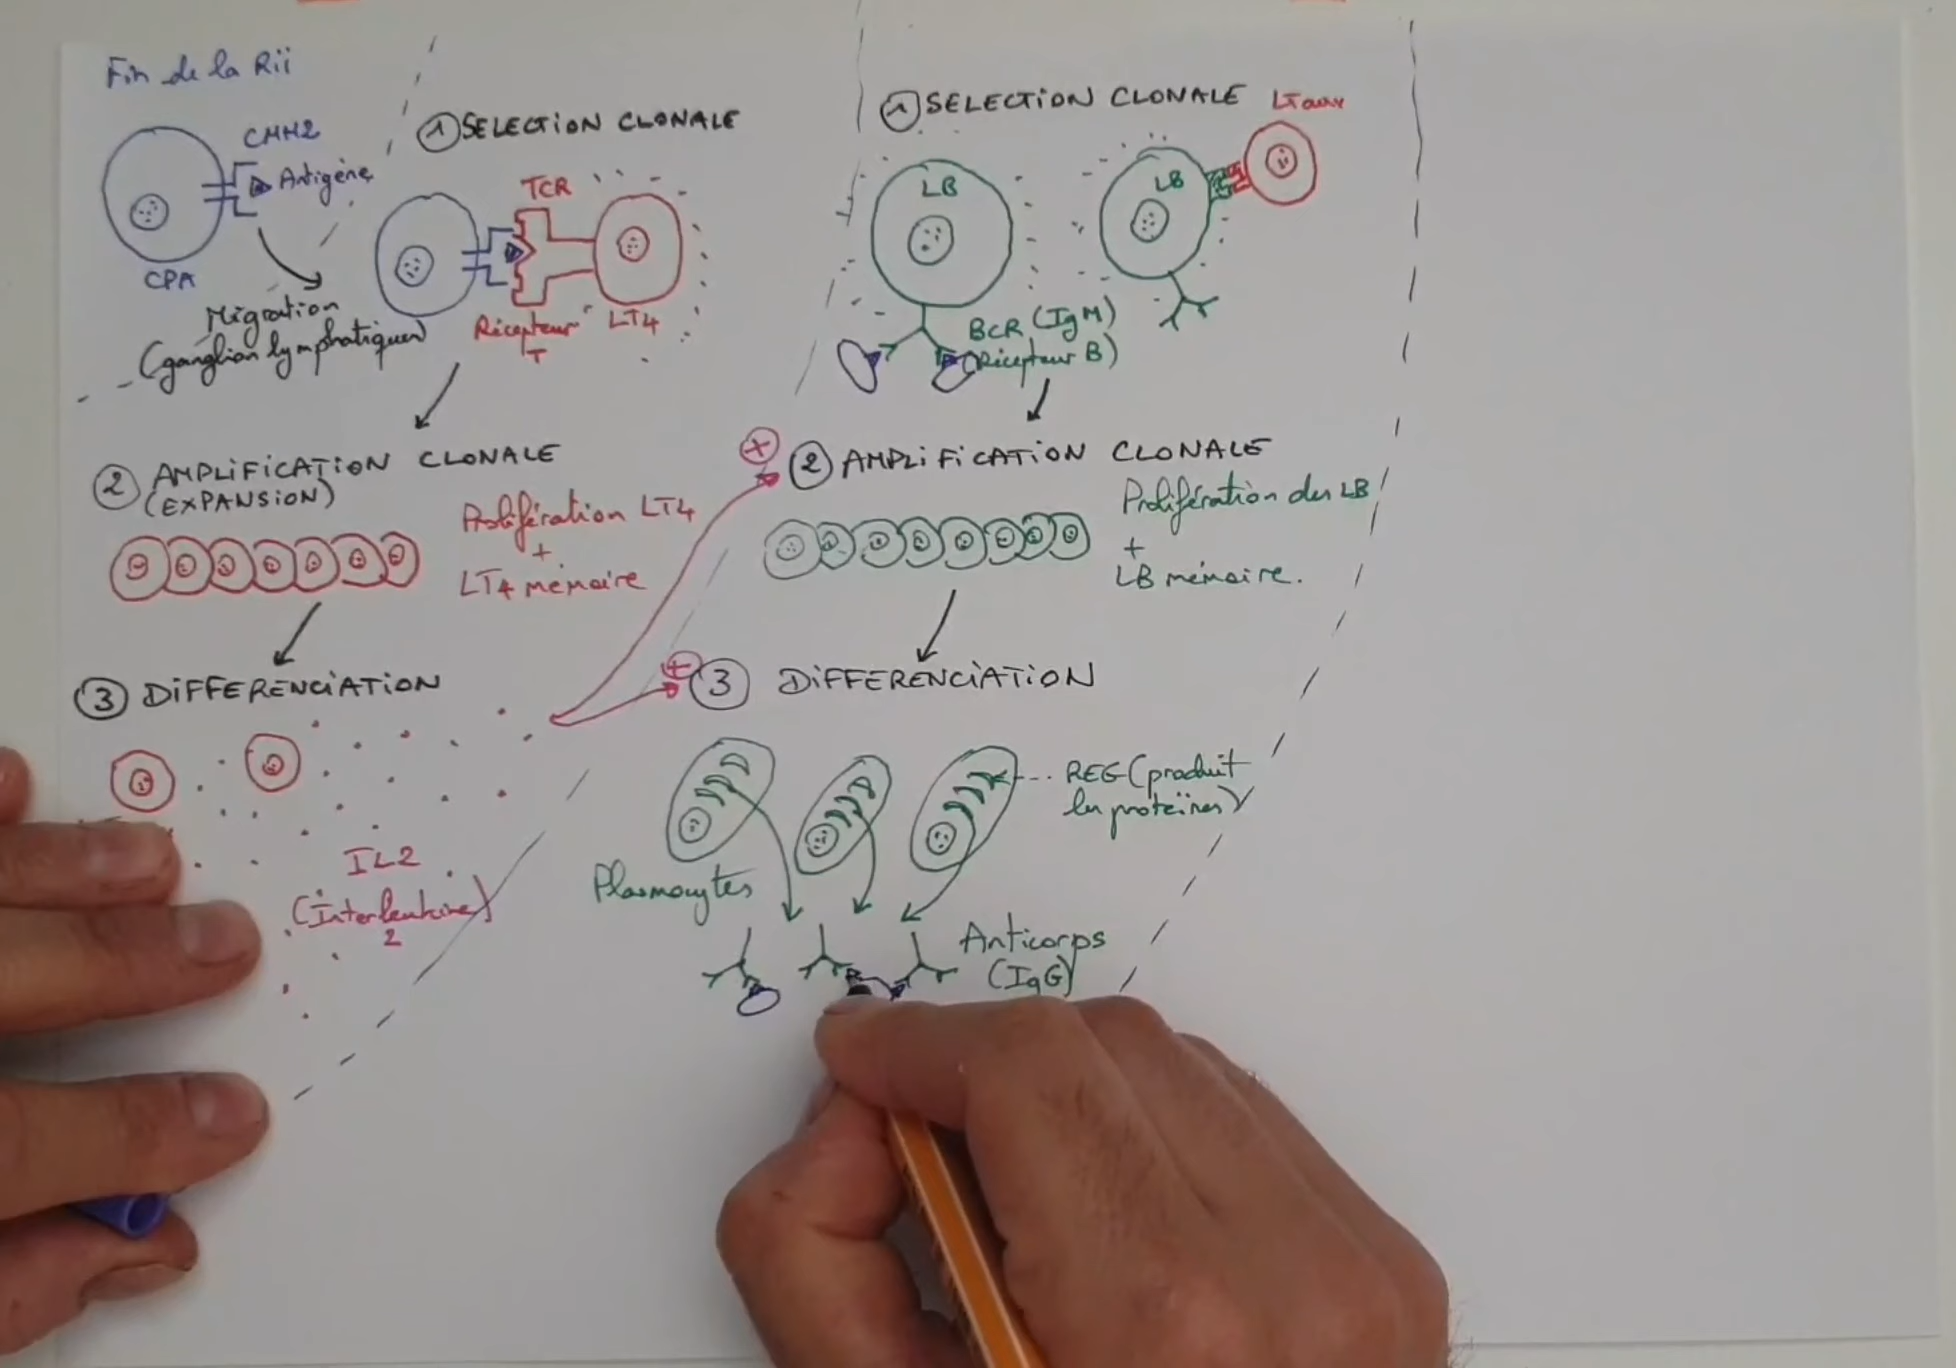 Fin de la Rii
CMH2
Antigène
CPA
Migration
(ganglion lymphatique)
① SELECTION CLONALE
TCR
Récepteur
T
LT4
② AMPLIFICATION CLONALE
(EXPANSION)
Prolifération LT4
+
LT4 mémoire
③ DIFFERENCIATION
IL2
(Interleukine)
2
① SELECTION CLONALE
LTaux
LB
LB
BCR (IgM)
(Récepteur B)
+
② AMPLIFICATION CLONALE
Prolifération des LB
+
LB mémoire.
+
③ DIFFERENCIATION
REG (produit
les protéïnes)
Plasmocytes
Anticorps
(IgG)